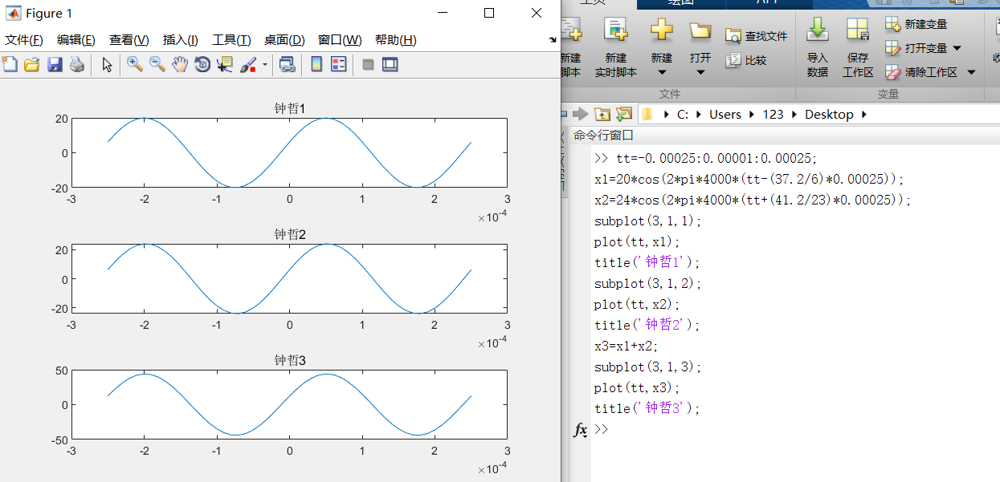 Figure 1
文件(F) 编辑(E) 查看(V) 插入(I) 工具(T) 桌面(D) 窗口(W) 帮助(H)
钟哲1
20
0
-20
-3 -2 -1 0 1 2 3
×10-4
钟哲2
20
0
-20
-3 -2 -1 0 1 2 3
×10-4
钟哲3
50
0
-50
-3 -2 -1 0 1 2 3
×10-4
新建
脚本
新建
实时脚本
新建
打开
查找文件
比较
文件
导入
数据
保存
工作区
新建变量
打开变量
清除工作区
变量
C: Users 123 Desktop
命令行窗口
>> tt=-0.00025:0.00001:0.00025;
x1=20*cos(2*pi*4000*(tt-(37.2/6)*0.00025));
x2=24*cos(2*pi*4000*(tt+(41.2/23)*0.00025));
subplot(3,1,1);
plot(tt,x1);
title('钟哲1');
subplot(3,1,2);
plot(tt,x2);
title('钟哲2');
x3=x1+x2;
subplot(3,1,3);
plot(tt,x3);
title('钟哲3');
fx >>